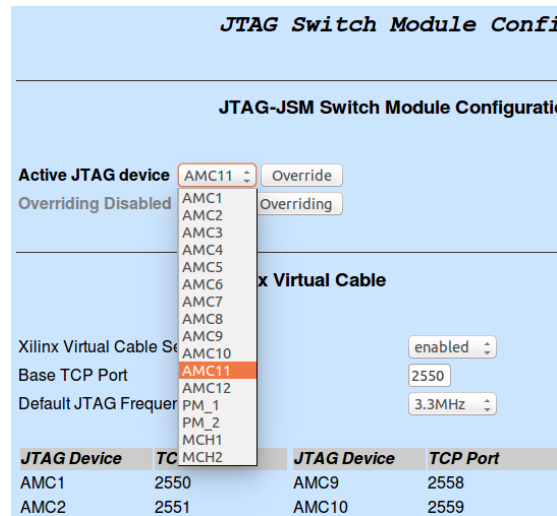 JTAG Switch Module Confi
JTAG-JSM Switch Module Configurati
Active JTAG device AMC11 Override
Overriding Disabled Overriding
AMC1
AMC2
AMC3
AMC4
AMC5
AMC6
AMC7
AMC8
AMC9
AMC10
AMC11
AMC12
PM_1
PM_2
MCH1
MCH2
x Virtual Cable
Xilinx Virtual Cable Se enabled
Base TCP Port 2550
Default JTAG Frequen 3.3MHz
JTAG Device TC JTAG Device TCP Port
AMC1 2550 AMC9 2558
AMC2 2551 AMC10 2559